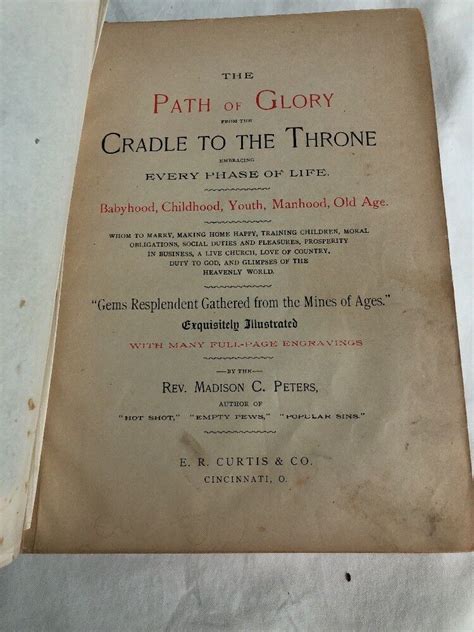 THE
PATH OF GLORY
FROM THE
CRADLE TO THE THRONE
EMBRACING
EVERY PHASE OF LIFE.
Babyhood, Childhood, Youth, Manhood, Old Age.
WHOM TO MARRY, MAKING HOME HAPPY, TRAINING CHILDREN, MORAL
OBLIGATIONS, SOCIAL DUTIES AND PLEASURES, PROSPERITY
IN BUSINESS, A LIVE CHURCH, LOVE OF COUNTRY,
DUTY TO GOD, AND GLIMPSES OF THE
HEAVENLY WORLD.
"Gems Resplendent Gathered from the Mines of Ages."
Exquisitely Illustrated
WITH MANY FULL-PAGE ENGRAVINGS
—BY THE—
REV. MADISON C. PETERS,
AUTHOR OF
"HOT SHOT," "EMPTY PEWS," "POPULAR SINS."
E. R. CURTIS & CO.
CINCINNATI, O.